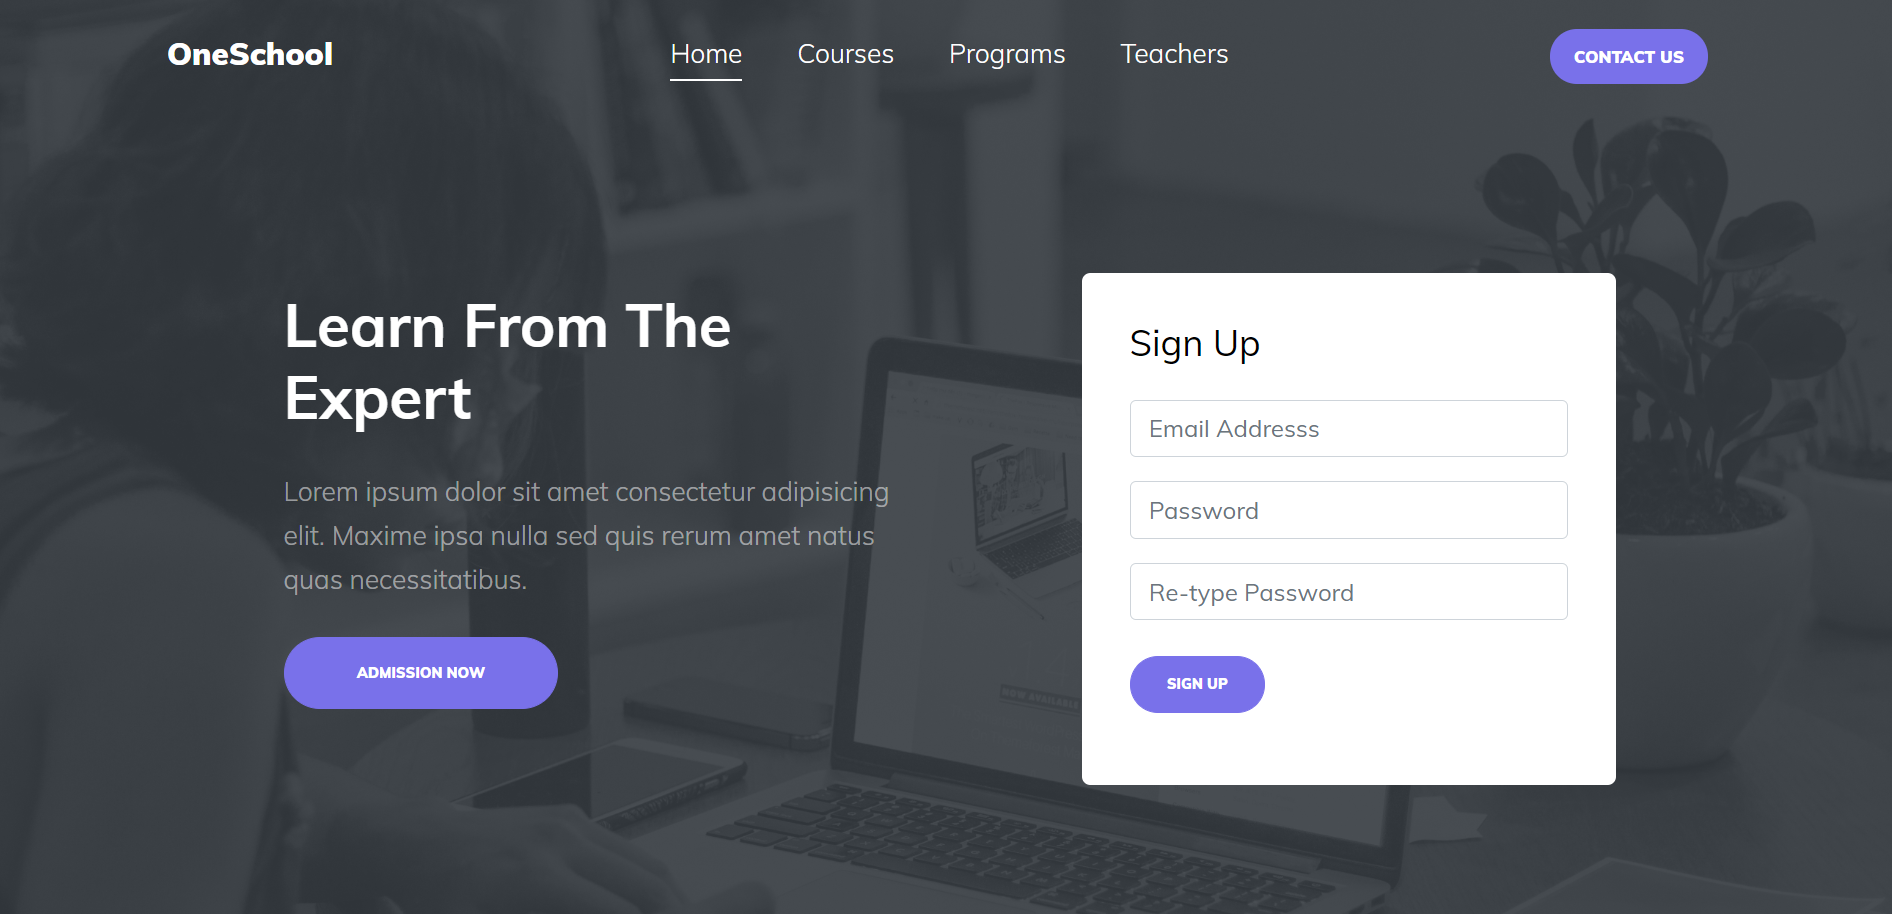 OneSchool
Home
Courses
Programs
Teachers
CONTACT US
Learn From The
Expert
Lorem ipsum dolor sit amet consectetur adipisicing
elit. Maxime ipsa nulla sed quis rerum amet natus
quas necessitatibus.
ADMISSION NOW
Sign Up
Email Addresss
Password
Re-type Password
SIGN UP
NOW AVAILABLE